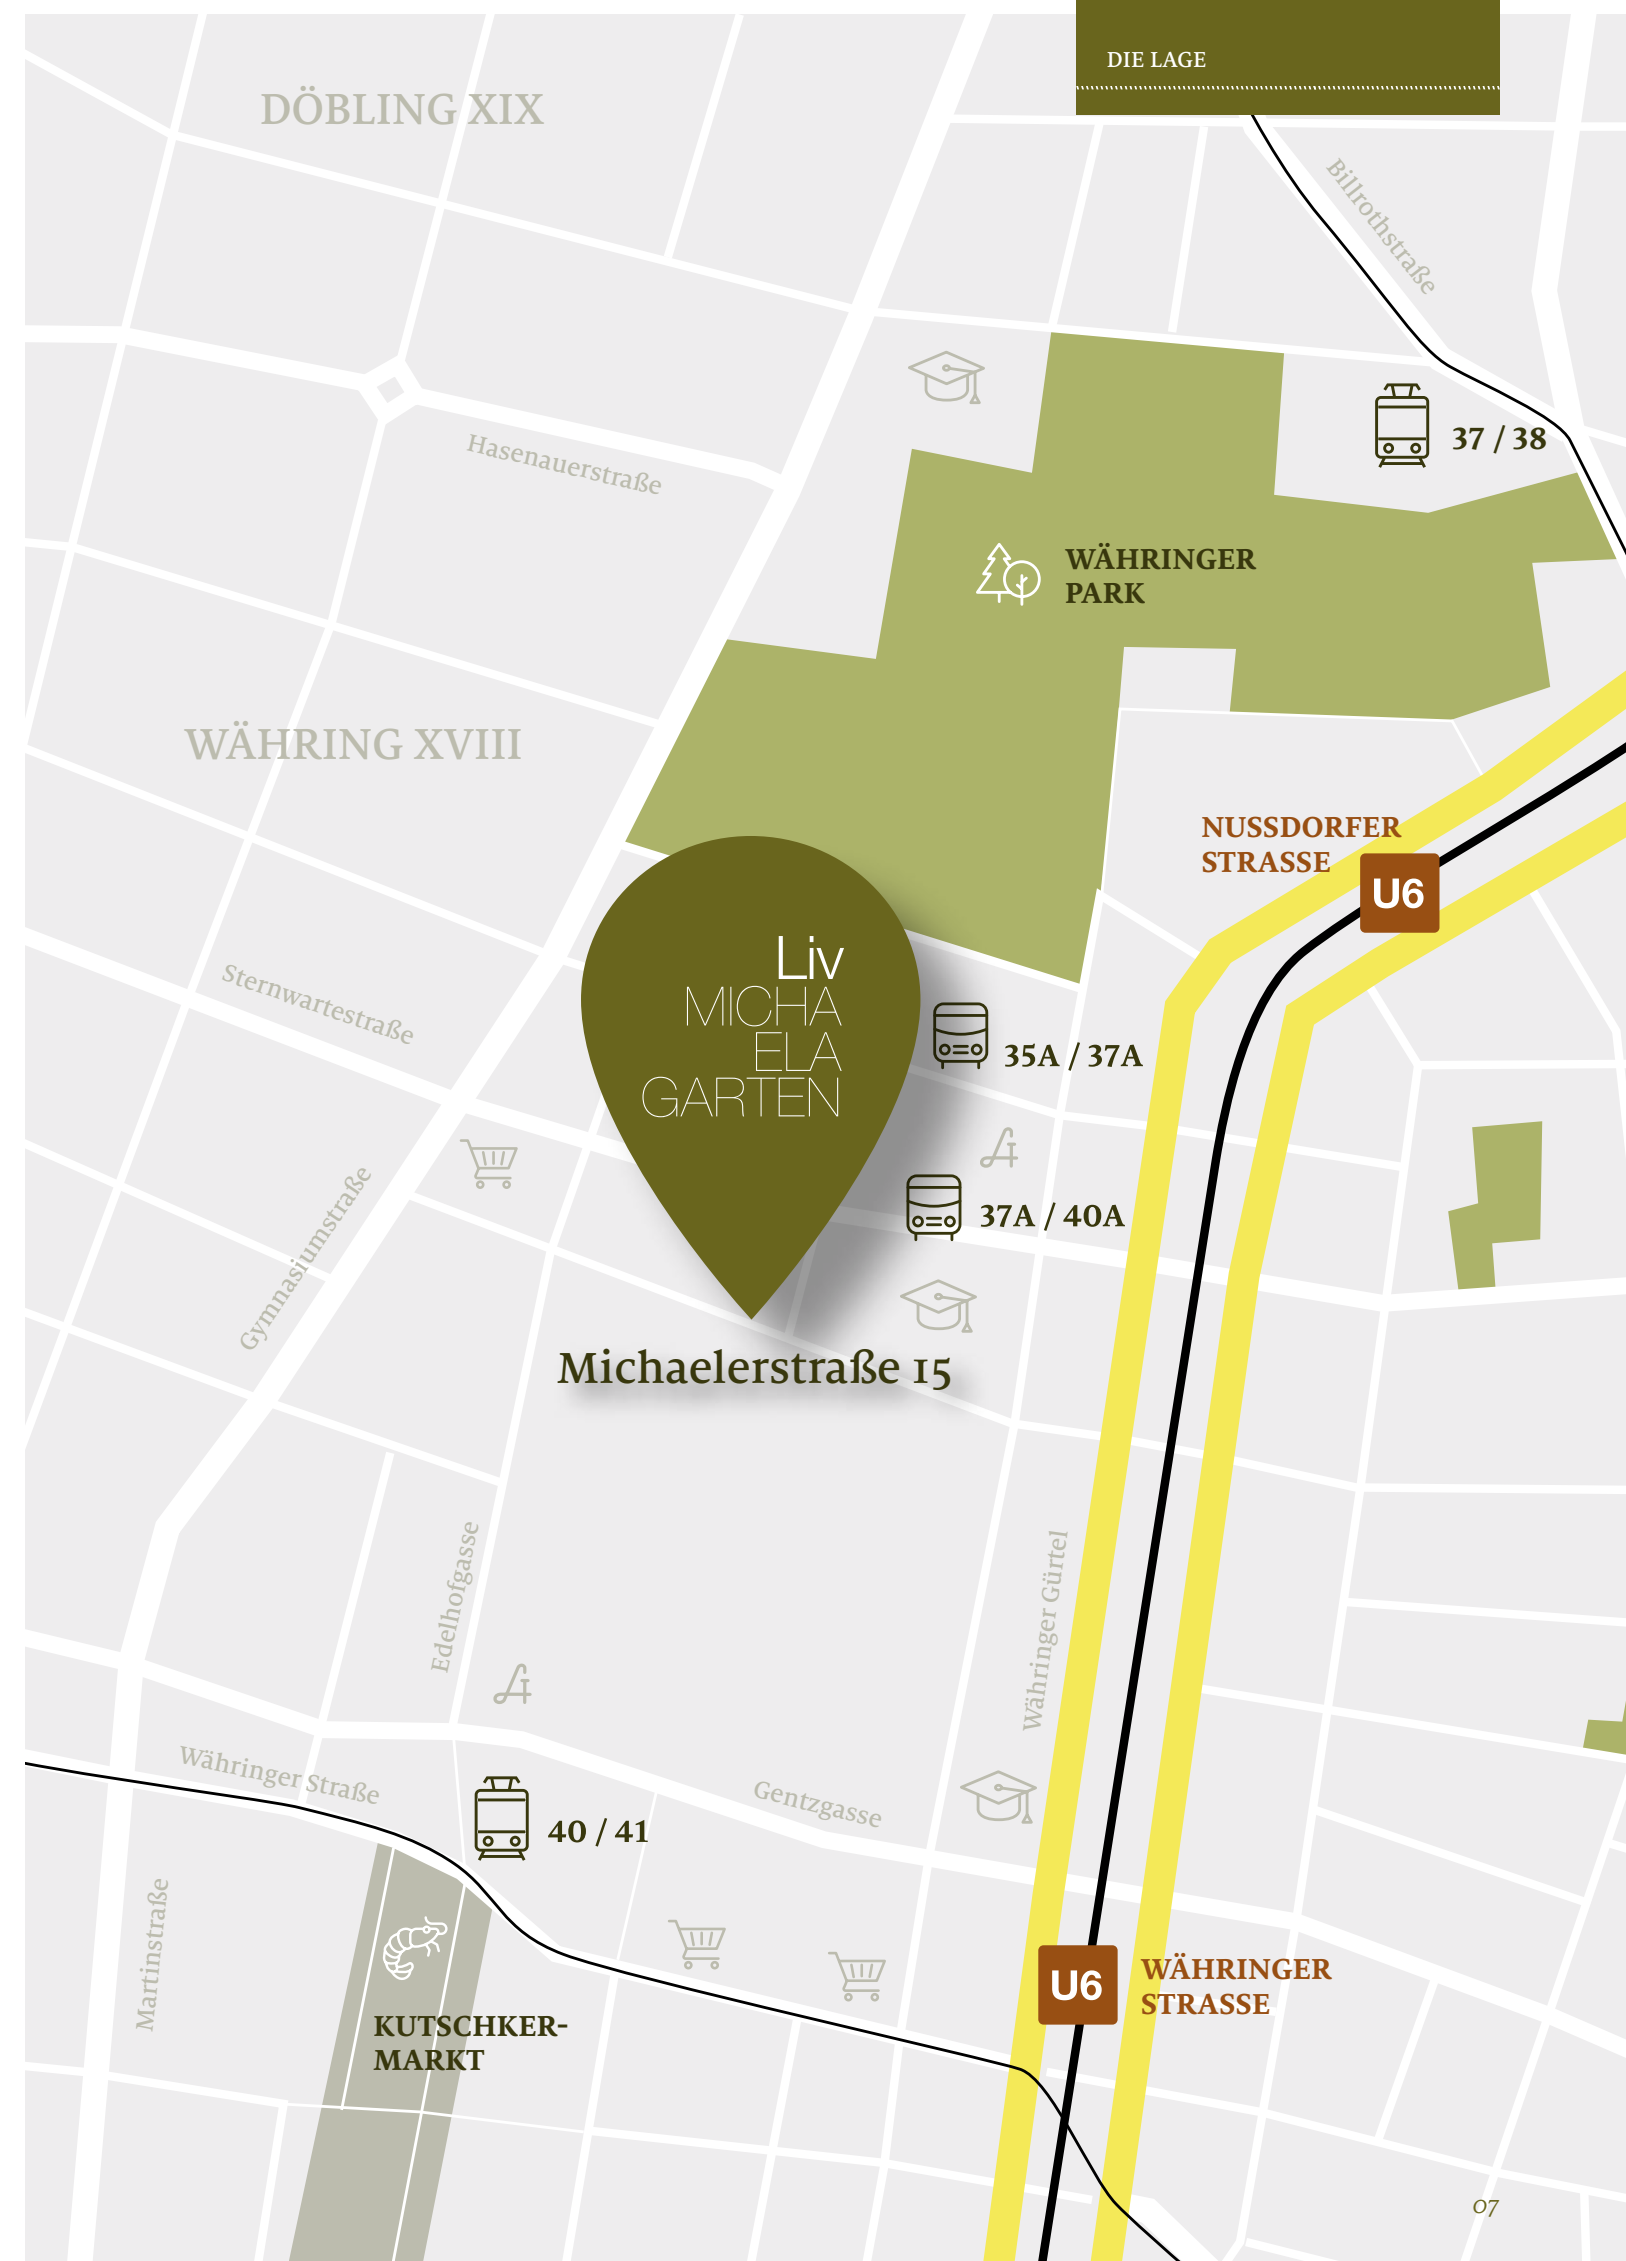 DIE LAGE
DÖBLING XIX
Billrothstraße
Hasenauerstraße
37 / 38
WÄHRINGER
PARK
WÄHRING XVIII
NUSSDORFER
STRASSE
U6
Liv
MICHA
ELA
GARTEN
Sternwartestraße
35A / 37A
37A / 40A
Gymnasiumstraße
Michaelerstraße 15
Edelhofgasse
Währinger Gürtel
Währinger Straße
Gentzgasse
40 / 41
Martinstraße
U6
WÄHRINGER
STRASSE
KUTSCHKER-
MARKT
07